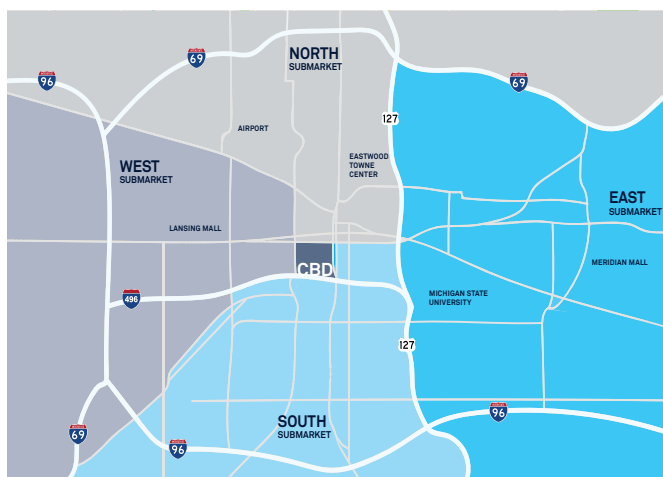 NORTH
SUBMARKET
69
96
69
127
AIRPORT
EASTWOOD
TOWNE
CENTER
WEST
SUBMARKET
EAST
SUBMARKET
LANSING MALL
MERIDIAN MALL
CBD
MICHIGAN STATE
UNIVERSITY
496
127
96
SOUTH
SUBMARKET
69
96